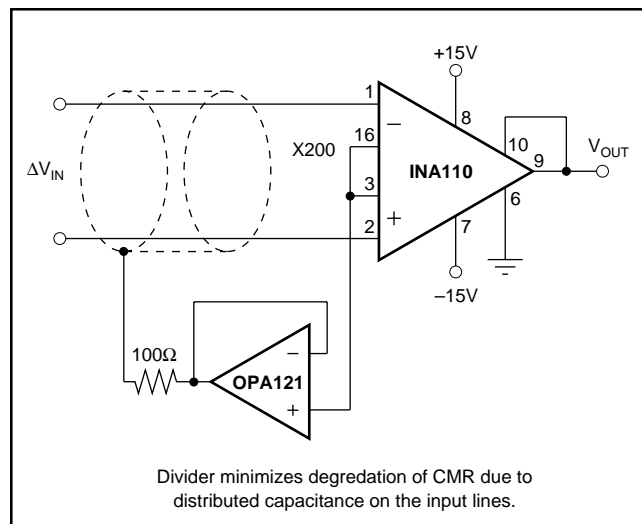 +15V
1
8
16
−
10
V_OUT
X200
9
ΔV_IN
INA110
3
6
+
2
7
−15V
100Ω
−
OPA121
+
Divider minimizes degredation of CMR due to
distributed capacitance on the input lines.